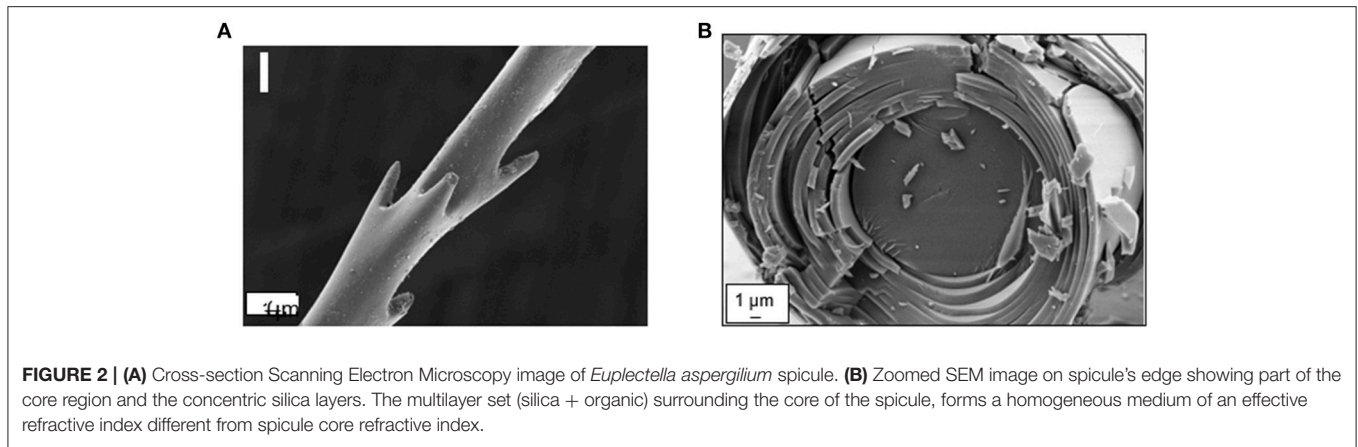 A
B
1 µm
FIGURE 2 | (A) Cross-section Scanning Electron Microscopy image of Euplectella aspergilium spicule. (B) Zoomed SEM image on spicule's edge showing part of the
core region and the concentric silica layers. The multilayer set (silica + organic) surrounding the core of the spicule, forms a homogeneous medium of an effective
refractive index different from spicule core refractive index.